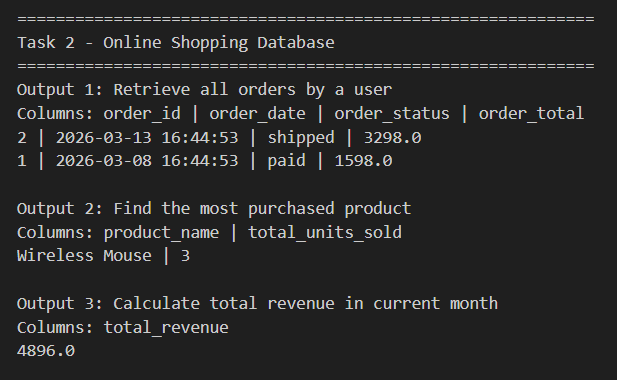 ============================================================
Task 2 - Online Shopping Database
============================================================
Output 1: Retrieve all orders by a user
Columns: order_id | order_date | order_status | order_total
2 | 2026-03-13 16:44:53 | shipped | 3298.0
1 | 2026-03-08 16:44:53 | paid | 1598.0
Output 2: Find the most purchased product
Columns: product_name | total_units_sold
Wireless Mouse | 3
Output 3: Calculate total revenue in current month
Columns: total_revenue
4896.0